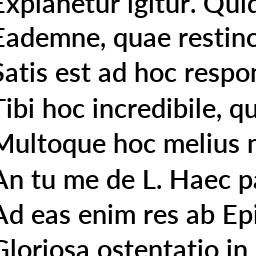 Explanetur igitur. Quid
Eademne, quae restinc
Satis est ad hoc respon
Tibi hoc incredibile, qu
Multoque hoc melius n
An tu me de L. Haec pa
Ad eas enim res ab Epi
Gloriosa ostentatio in